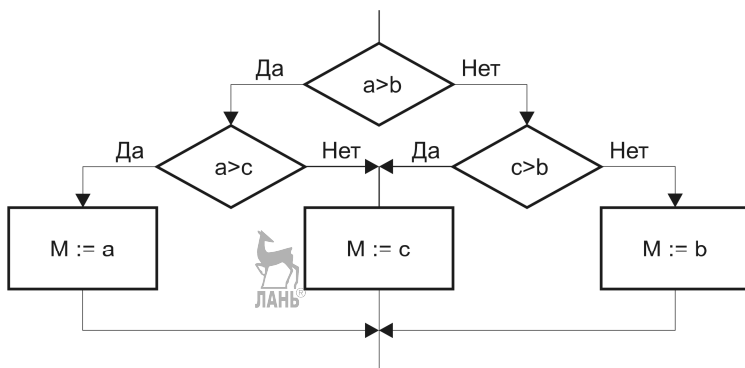 Да
a>b
Нет
Да
a>c
Нет
Да
c>b
Нет
M := a
M := c
M := b
ЛАНЬ®